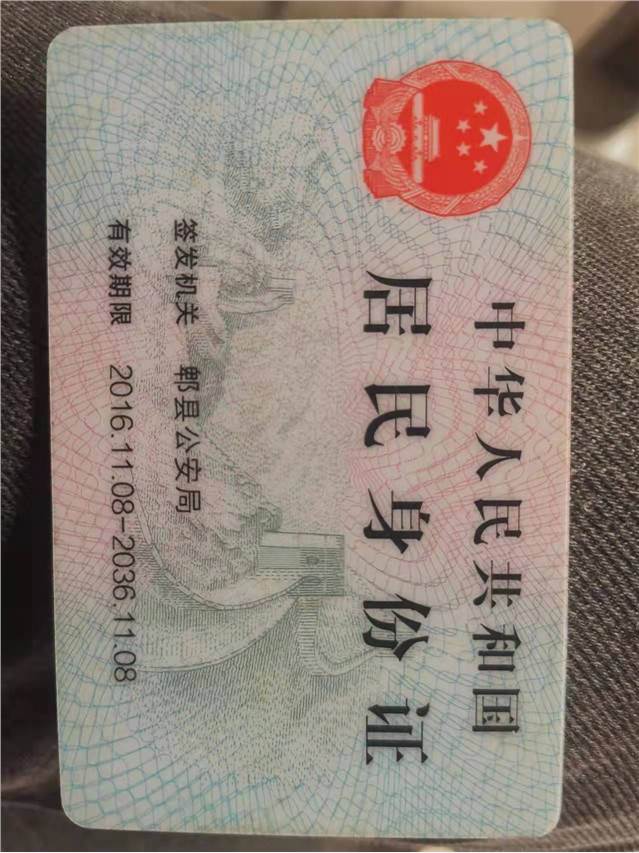 中华人民共和国
居民身份证
签发机关 郫县公安局
有效期限 2016.11.08-2036.11.08